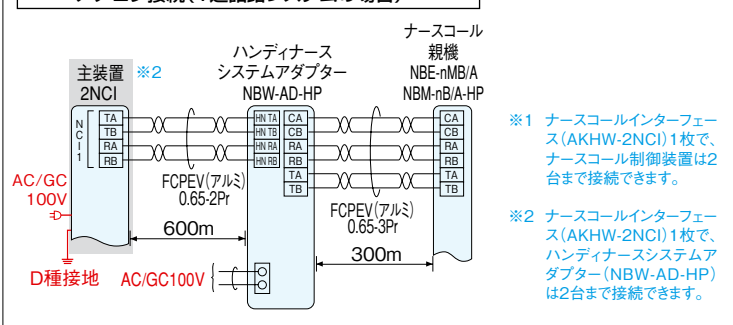 ナースコール
親機
NBE-nMB/A
NBM-nB/A-HP
ハンディナース
システムアダプター
NBW-AD-HP
主装置 ※2
2NCI
NCI1
TA
TB
RA
RB
HN TA
HN TB
HN RA
HN RB
CA
CB
RA
RB
TA
TB
CA
CB
RA
RB
TA
TB
FCPEV(アルミ)
0.65-2Pr
FCPEV(アルミ)
0.65-3Pr
AC/GC
100V
600m
300m
D種接地
AC/GC100V
※1 ナースコールインターフェー
ス(AKHW-2NCI)1枚で、
ナースコール制御装置は2
台まで接続できます。
※2 ナースコールインターフェー
ス(AKHW-2NCI)1枚で、
ハンディナースシステムア
ダプター(NBW-AD-HP)
は2台まで接続できます。